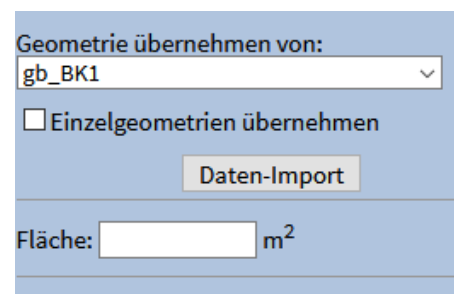 Geometrie übernehmen von:
gb_BK1
Einzelgeometrien übernehmen
Daten-Import
Fläche: m²